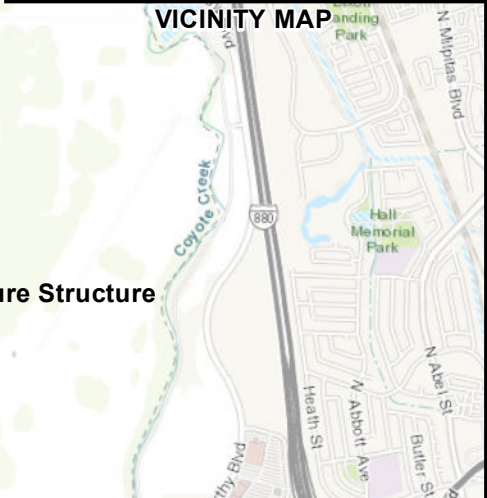 VICINITY MAP
anding
Park
N Milpitas Blvd
Coyote Creek
880
Hall
Memorial
Park
ure Structure
N Abel St
Heath St
N Abbott Ave
Butler St
thy Blvd